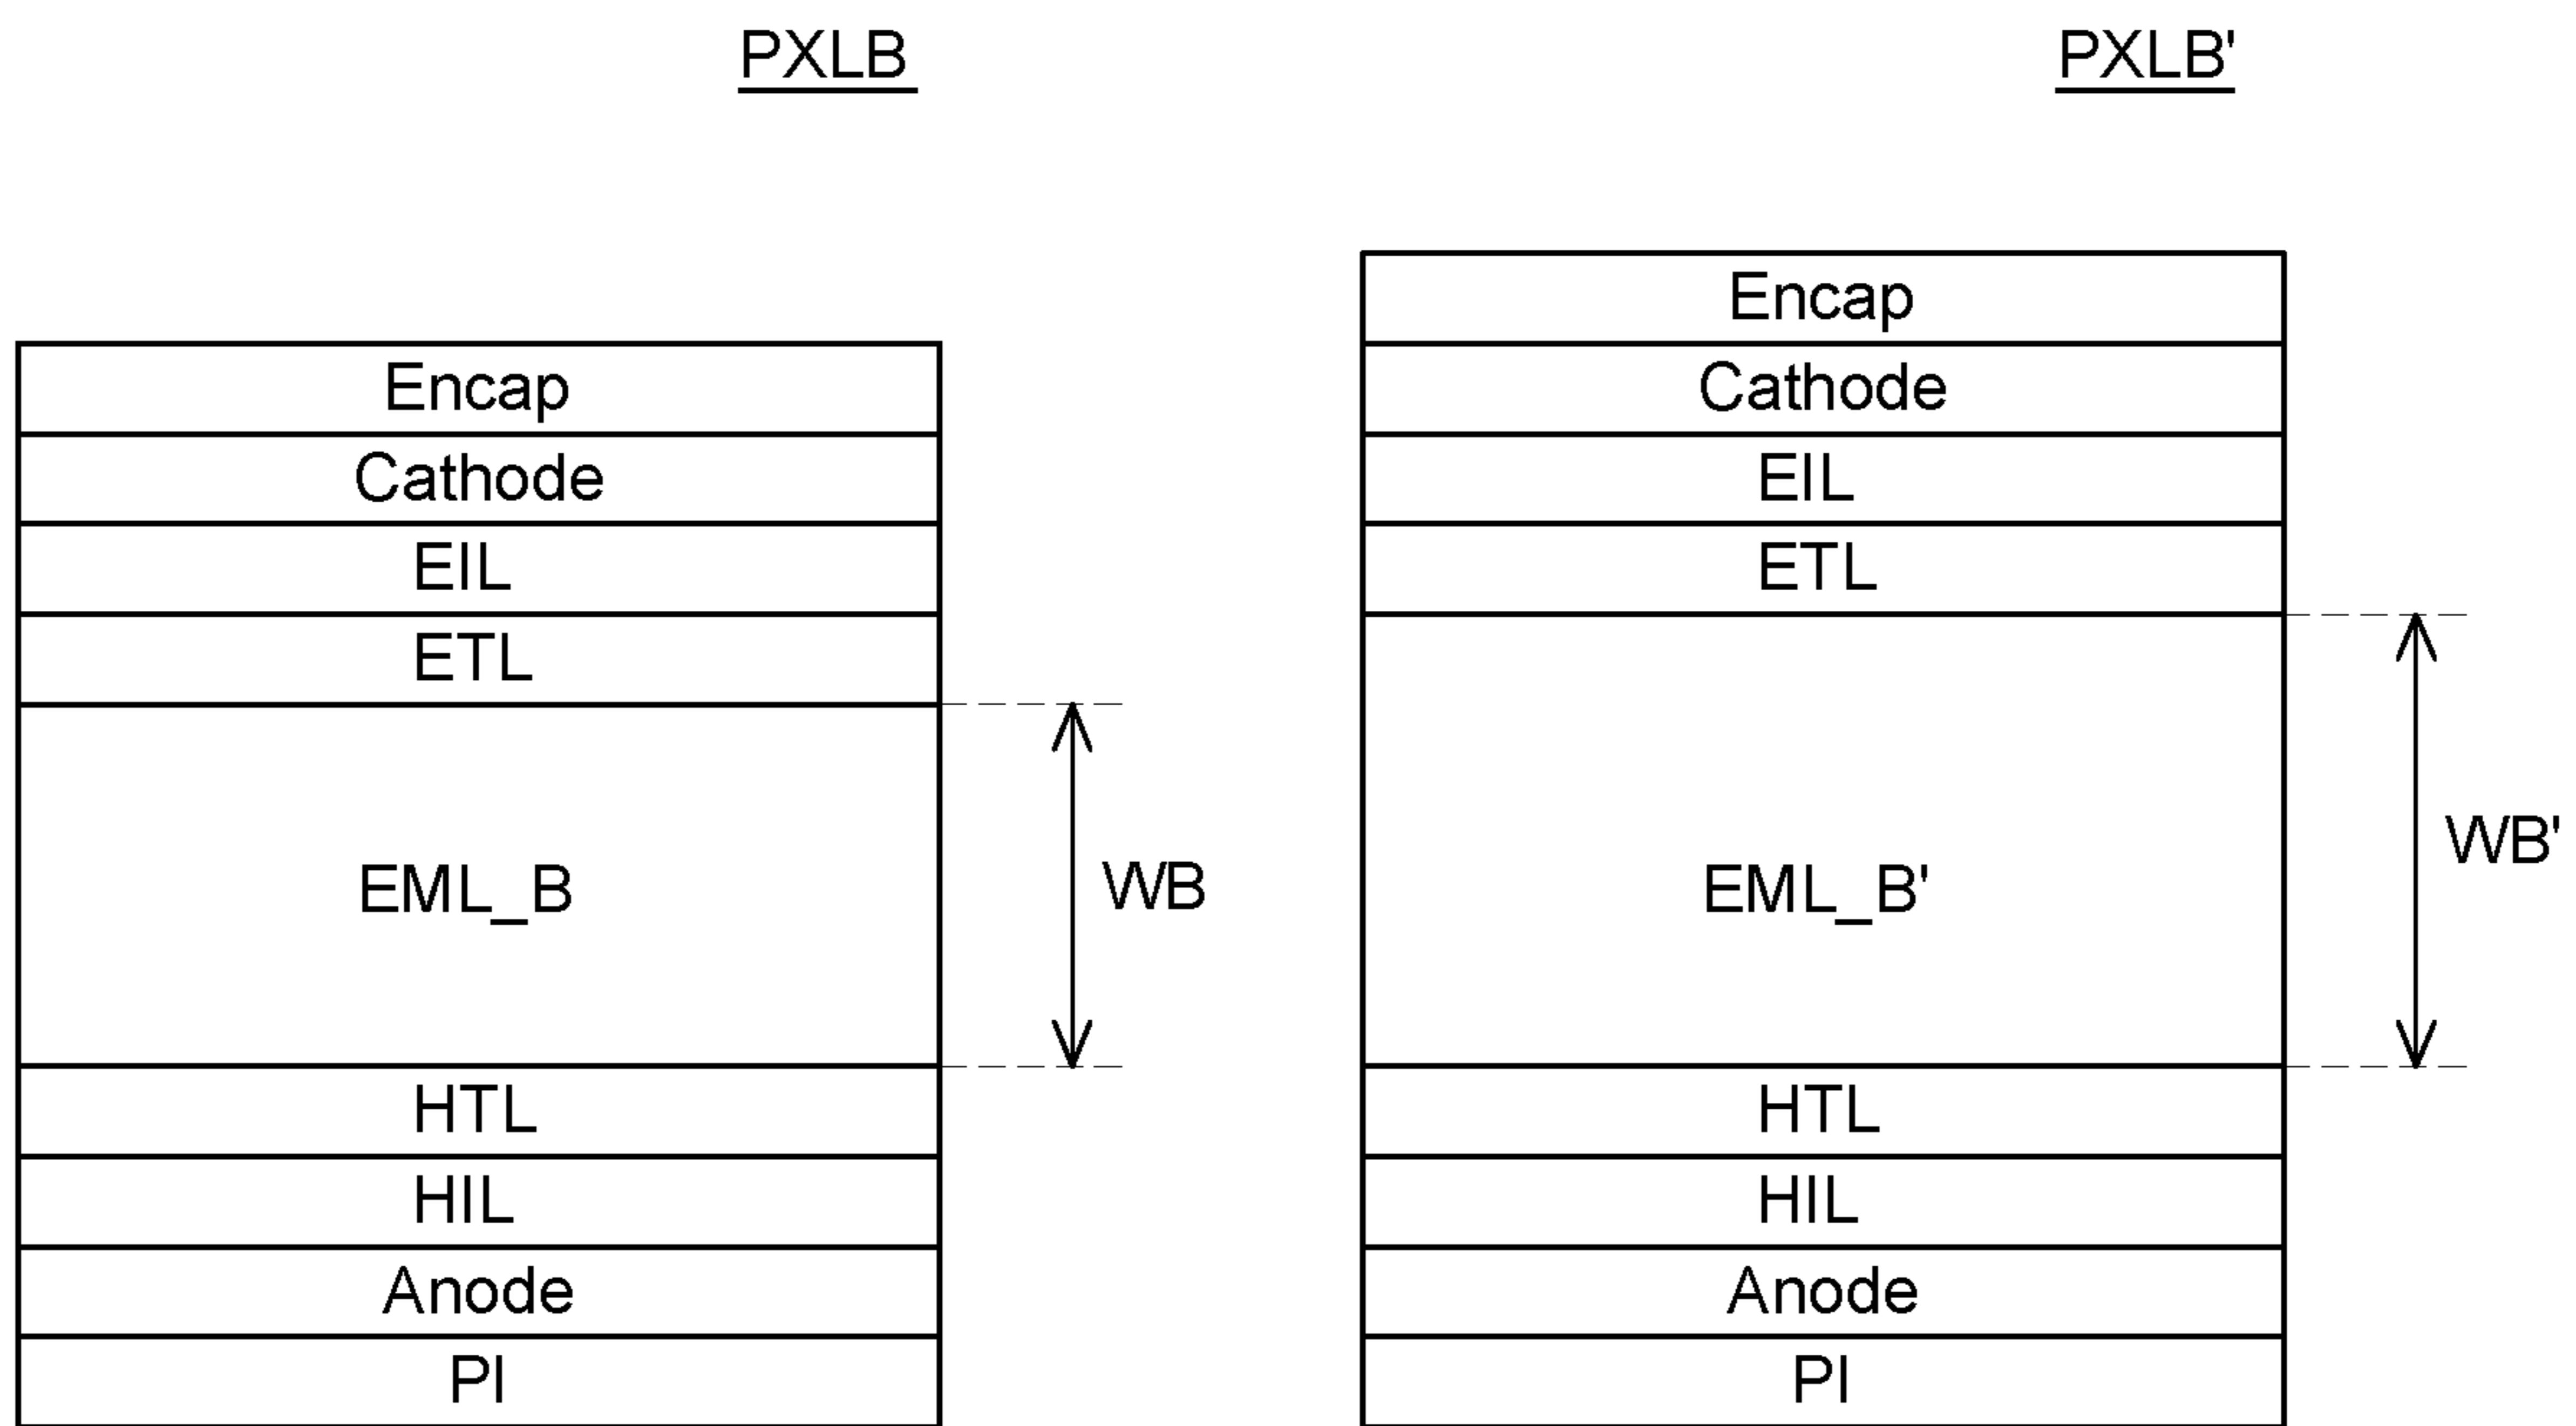 PXLB
Encap
Cathode
EIL
ETL
EML_B
WB
HTL
HIL
Anode
PI
PXLB'
Encap
Cathode
EIL
ETL
EML_B'
WB'
HTL
HIL
Anode
PI